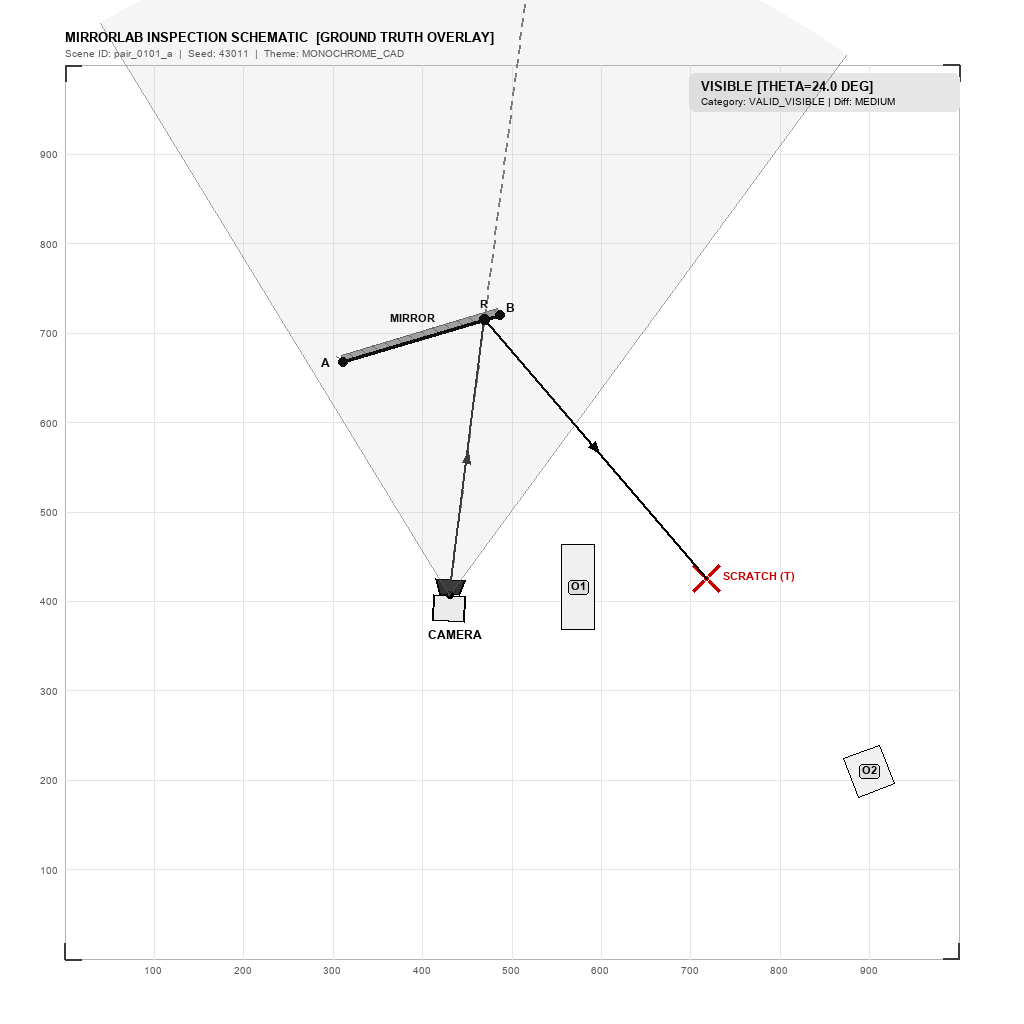 MIRRORLAB INSPECTION SCHEMATIC [GROUND TRUTH OVERLAY]
Scene ID: pair_0101_a | Seed: 43011 | Theme: MONOCHROME_CAD
VISIBLE [THETA=24.0 DEG]
Category: VALID_VISIBLE | Diff: MEDIUM
900
800
700
600
500
400
300
200
100
R
B
MIRROR
A
O1
SCRATCH (T)
CAMERA
O2
100
200
300
400
500
600
700
800
900